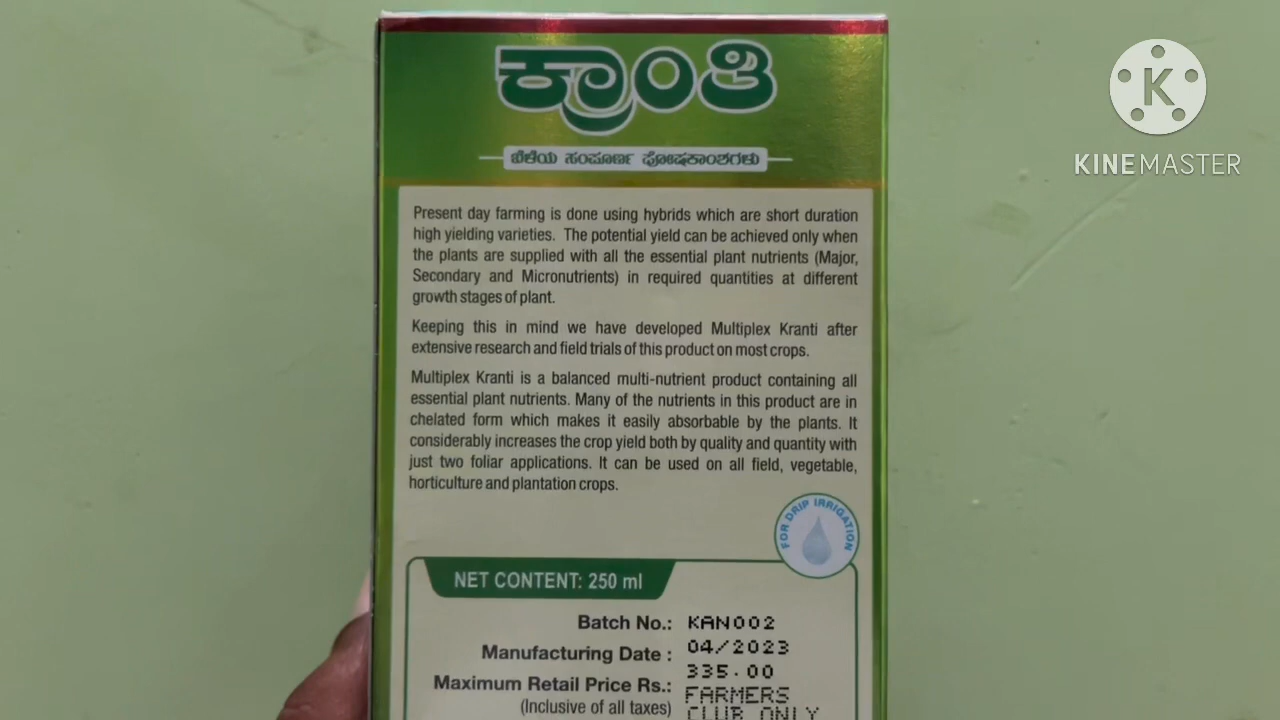 ಕ್ರಾಂತಿ
ಬೆಳೆಯ ಸಂಪೂರ್ಣ ಪೋಷಕಾಂಶಗಳು
K
KINEMASTER
Present day farming is done using hybrids which are short duration
high yielding varieties. The potential yield can be achieved only when
the plants are supplied with all the essential plant nutrients (Major,
Secondary and Micronutrients) in required quantities at different
growth stages of plant.
Keeping this in mind we have developed Multiplex Kranti after
extensive research and field trials of this product on most crops.
Multiplex Kranti is a balanced multi-nutrient product containing all
essential plant nutrients. Many of the nutrients in this product are in
chelated form which makes it easily absorbable by the plants. It
considerably increases the crop yield both by quality and quantity with
just two foliar applications. It can be used on all field, vegetable,
horticulture and plantation crops.
FOR DRIP IRRIGATION
NET CONTENT: 250 ml
Batch No.: KAN002
Manufacturing Date : 04/2023
Maximum Retail Price Rs.: 335.00
(Inclusive of all taxes) FARMERS
CLUB ONLY